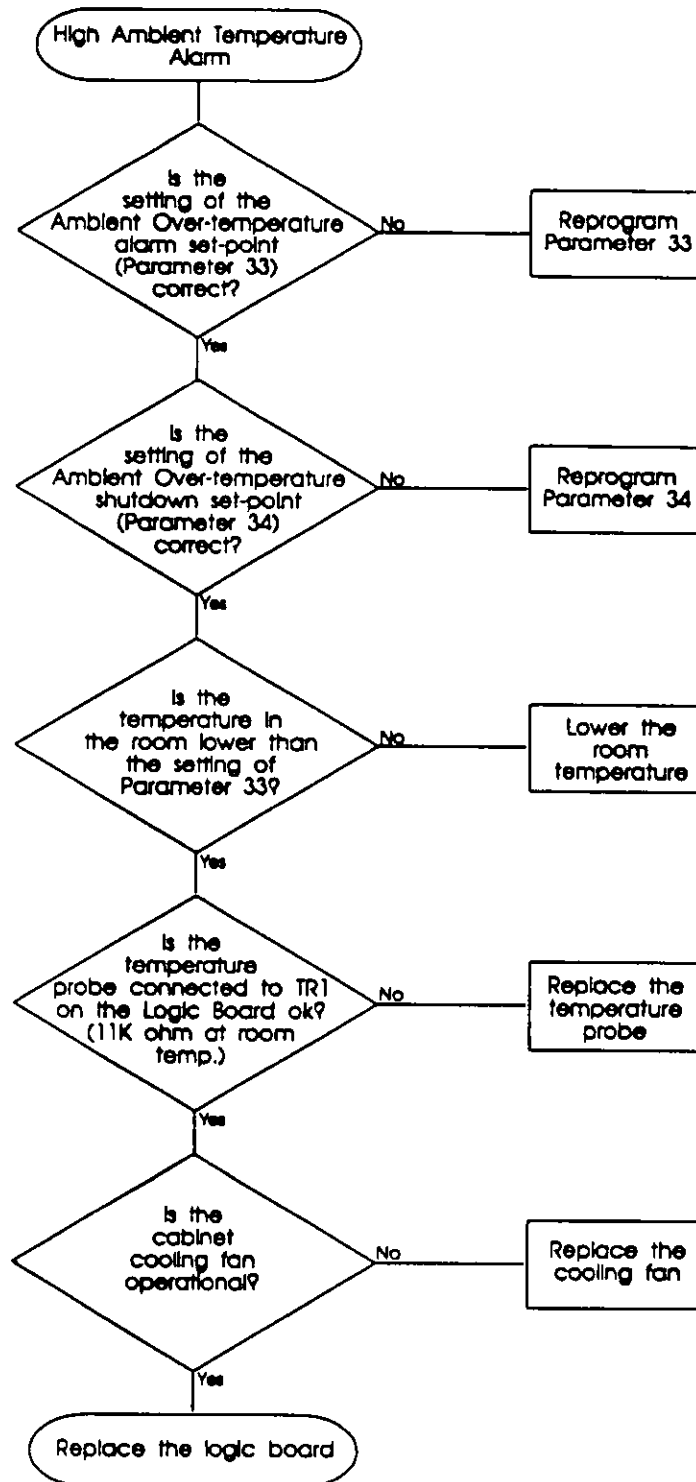 High Ambient Temperature
Alarm
Is the
setting of the
Ambient Over-temperature
alarm set-point
(Parameter 33)
correct?
No
Reprogram
Parameter 33
Yes
Is the
setting of the
Ambient Over-temperature
shutdown set-point
(Parameter 34)
correct?
No
Reprogram
Parameter 34
Yes
Is the
temperature in
the room lower than
the setting of
Parameter 33?
No
Lower the
room
temperature
Yes
Is the
temperature
probe connected to TR1
on the Logic Board ok?
(11K ohm at room
temp.)
No
Replace the
temperature
probe
Yes
Is the
cabinet
cooling fan
operational?
No
Replace the
cooling fan
Yes
Replace the logic board